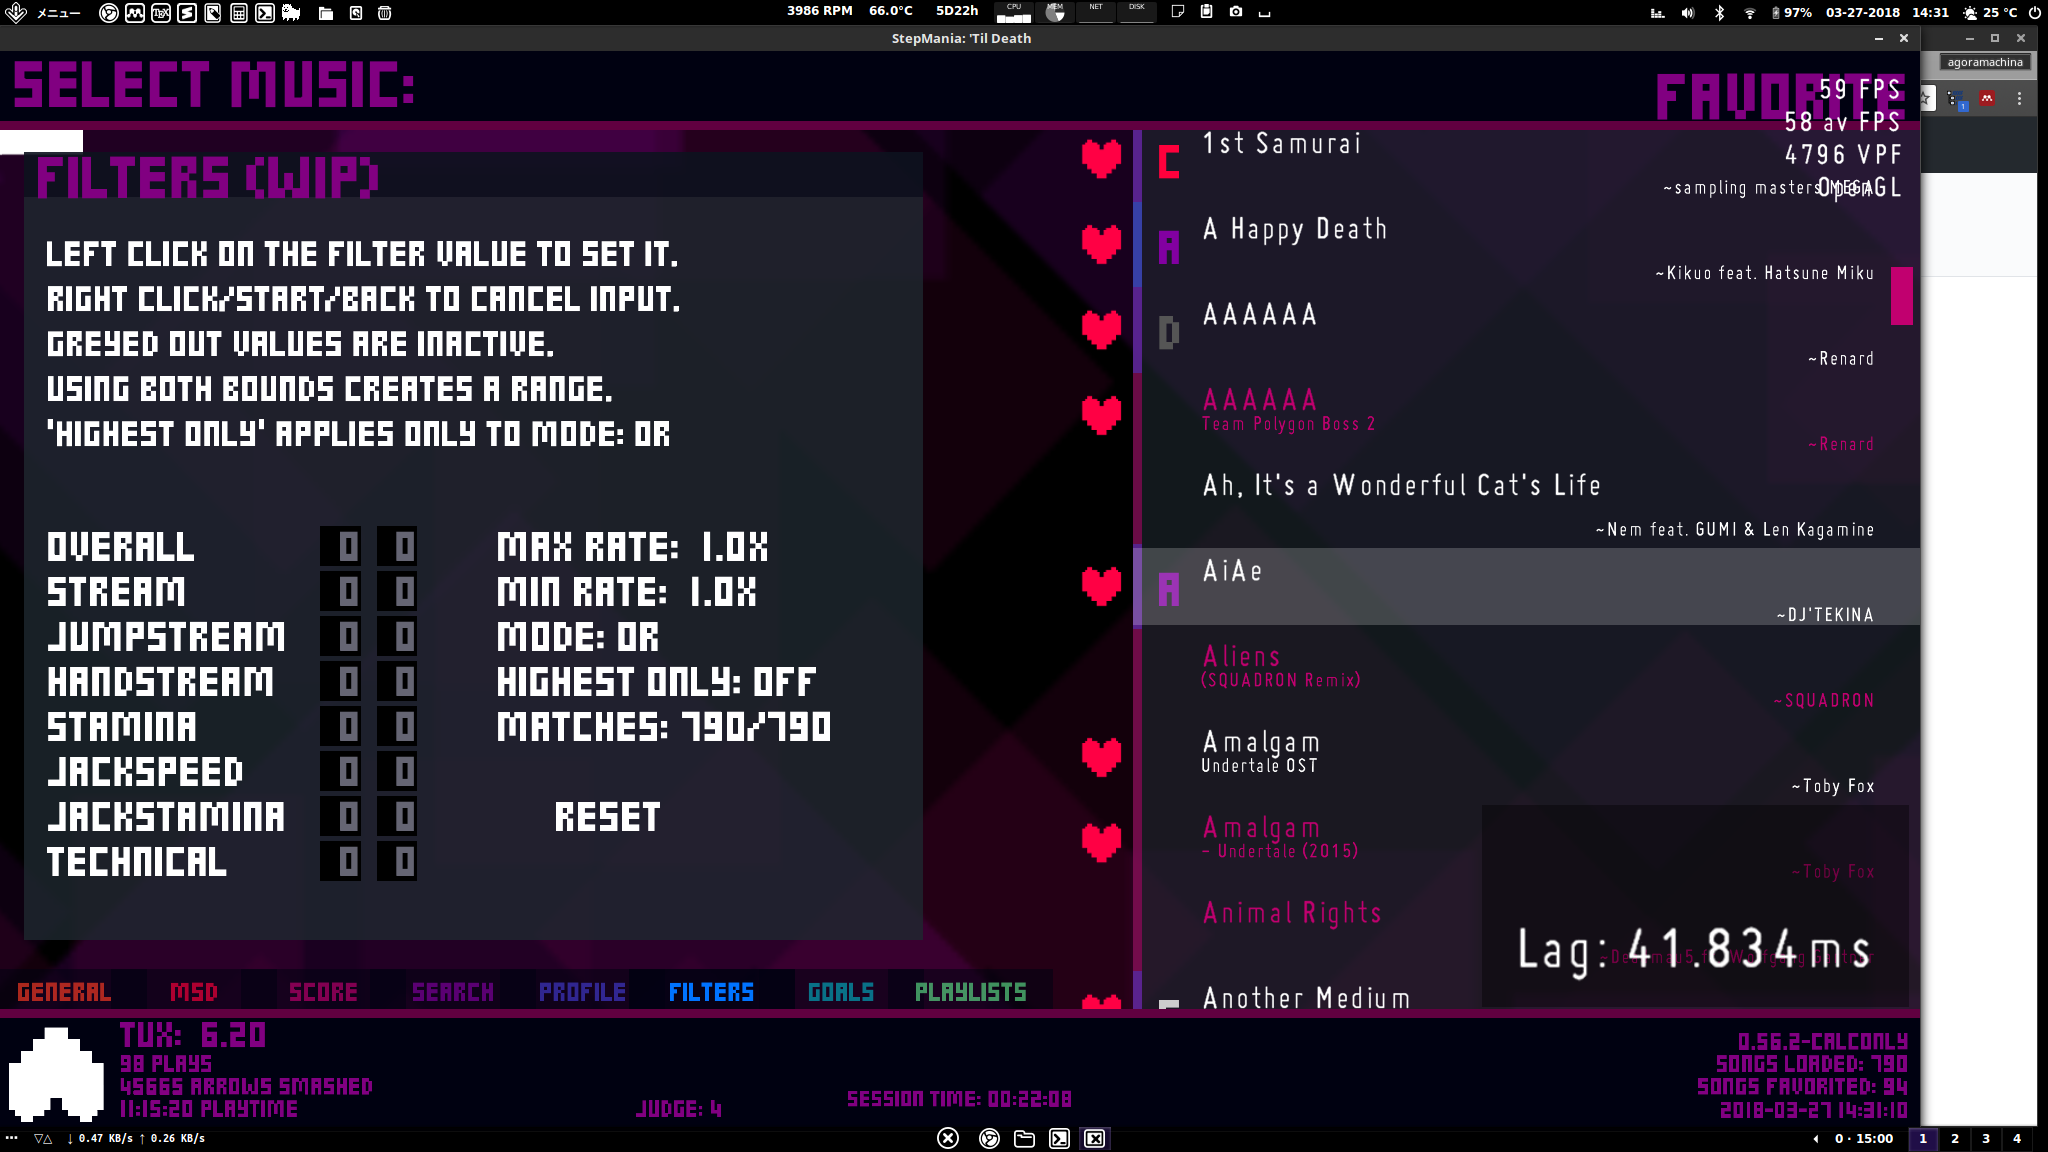 メニュー
3986 RPM 66.0°C 5D22h CPU MEM NET DISK
97% 03-27-2018 14:31 25 °C
StepMania: 'Til Death
agoramachina
SELECT MUSIC:
FAVORITE
59 FPS
58 av FPS
4796 VPF
OpenGL
FILTERS (WIP)
LEFT CLICK ON THE FILTER VALUE TO SET IT.
RIGHT CLICK/START/BACK TO CANCEL INPUT.
GREYED OUT VALUES ARE INACTIVE.
USING BOTH BOUNDS CREATES A RANGE.
'HIGHEST ONLY' APPLIES ONLY TO MODE: OR
OVERALL 0 0 MAX RATE: 1.0X
STREAM 0 0 MIN RATE: 1.0X
JUMPSTREAM 0 0 MODE: OR
HANDSTREAM 0 0 HIGHEST ONLY: OFF
STAMINA 0 0 MATCHES: 790/790
JACKSPEED 0 0
JACKSTAMINA 0 0 RESET
TECHNICAL 0 0
C 1st Samurai
~sampling masters MEGA
A A Happy Death
~Kikuo feat. Hatsune Miku
D AAAAAA
~Renard
AAAAAA
Team Polygon Boss 2
~Renard
Ah, It's a Wonderful Cat's Life
~Nem feat. GUMI & Len Kagamine
A AiAe
~DJ'TEKINA
Aliens
(SQUADRON Remix)
~SQUADRON
Amalgam
Undertale OST
~Toby Fox
Amalgam
- Undertale (2015)
~Toby Fox
Animal Rights
Lag: 41.834ms
Another Medium
GENERAL MSD SCORE SEARCH PROFILE FILTERS GOALS PLAYLISTS
TUX: 6.20
98 PLAYS
45665 ARROWS SMASHED
11:15:20 PLAYTIME
JUDGE: 4
SESSION TIME: 00:22:08
0.56.2-CALCONLY
SONGS LOADED: 790
SONGS FAVORITED: 94
2018-03-27 14:31:10
0.47 KB/s 0.26 KB/s
0 · 15:00 1 2 3 4